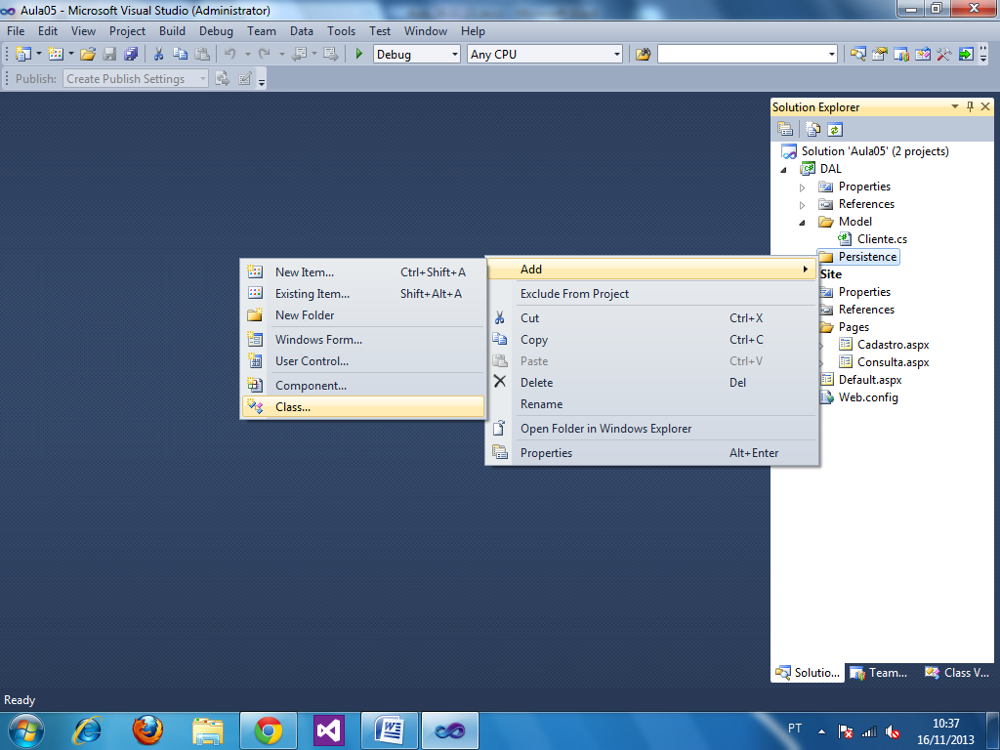 Aula05 - Microsoft Visual Studio (Administrator)
File Edit View Project Build Debug Team Data Tools Test Window Help
Debug Any CPU
Publish: Create Publish Settings
Solution Explorer
Solution 'Aula05' (2 projects)
DAL
Properties
References
Model
Cliente.cs
Persistence
Site
Properties
References
Pages
Cadastro.aspx
Consulta.aspx
Default.aspx
Web.config
New Item... Ctrl+Shift+A
Existing Item... Shift+Alt+A
New Folder
Windows Form...
User Control...
Component...
Class...
Add
Exclude From Project
Cut Ctrl+X
Copy Ctrl+C
Paste Ctrl+V
Delete Del
Rename
Open Folder in Windows Explorer
Properties Alt+Enter
Solutio... Team... Class V...
Ready
PT
10:37
16/11/2013